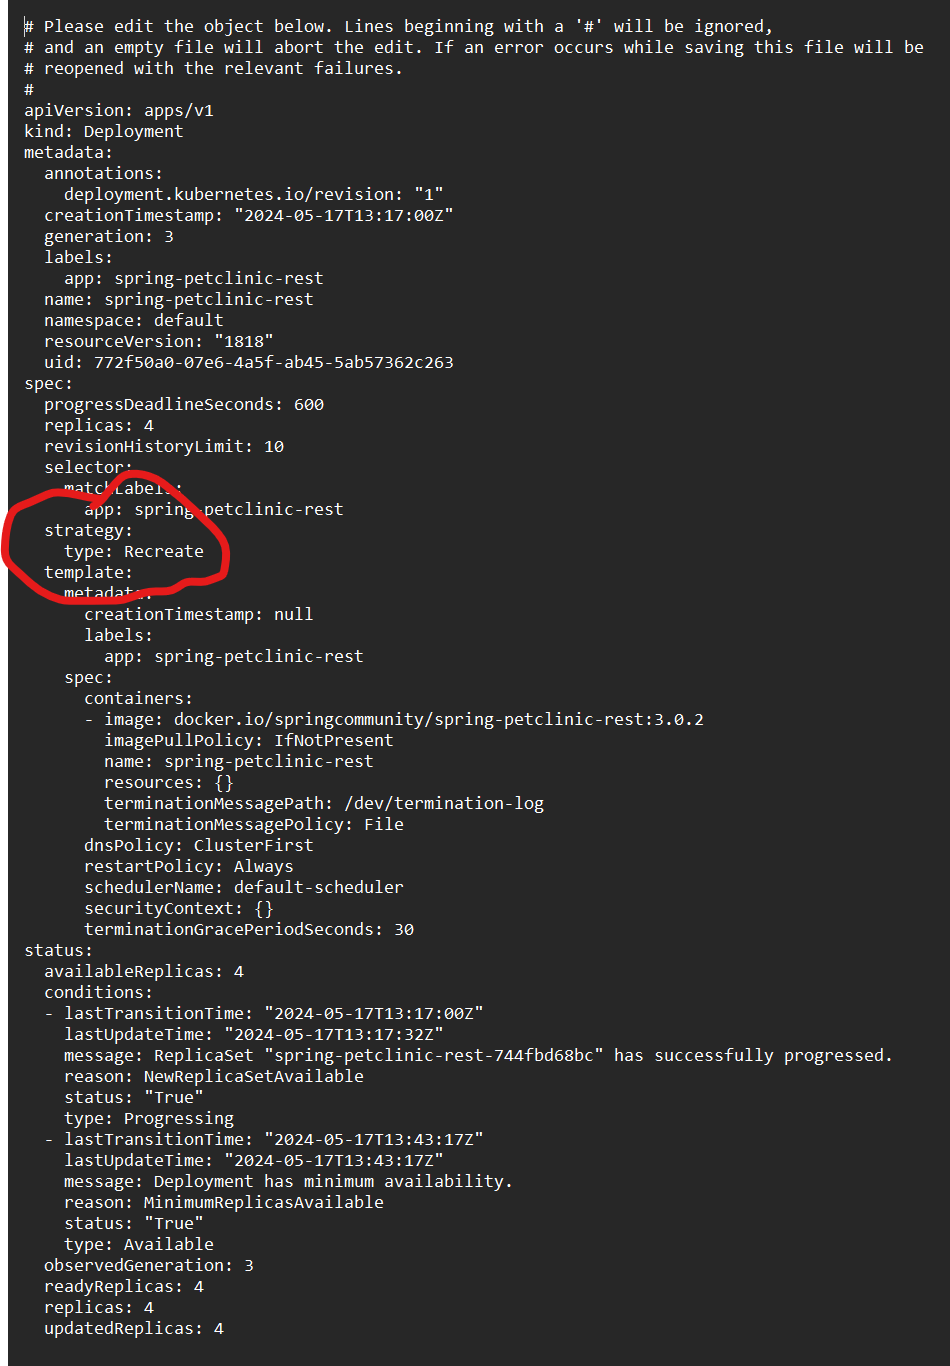 # Please edit the object below. Lines beginning with a '#' will be ignored,
# and an empty file will abort the edit. If an error occurs while saving this file will be
# reopened with the relevant failures.
#
apiVersion: apps/v1
kind: Deployment
metadata:
  annotations:
    deployment.kubernetes.io/revision: "1"
  creationTimestamp: "2024-05-17T13:17:00Z"
  generation: 3
  labels:
    app: spring-petclinic-rest
  name: spring-petclinic-rest
  namespace: default
  resourceVersion: "1818"
  uid: 772f50a0-07e6-4a5f-ab45-5ab57362c263
spec:
  progressDeadlineSeconds: 600
  replicas: 4
  revisionHistoryLimit: 10
  selector:
    matchLabels:
      app: spring-petclinic-rest
  strategy:
    type: Recreate
  template:
    metadata:
      creationTimestamp: null
      labels:
        app: spring-petclinic-rest
    spec:
      containers:
      - image: docker.io/springcommunity/spring-petclinic-rest:3.0.2
        imagePullPolicy: IfNotPresent
        name: spring-petclinic-rest
        resources: {}
        terminationMessagePath: /dev/termination-log
        terminationMessagePolicy: File
      dnsPolicy: ClusterFirst
      restartPolicy: Always
      schedulerName: default-scheduler
      securityContext: {}
      terminationGracePeriodSeconds: 30
status:
  availableReplicas: 4
  conditions:
  - lastTransitionTime: "2024-05-17T13:17:00Z"
    lastUpdateTime: "2024-05-17T13:17:32Z"
    message: ReplicaSet "spring-petclinic-rest-744fbd68bc" has successfully progressed.
    reason: NewReplicaSetAvailable
    status: "True"
    type: Progressing
  - lastTransitionTime: "2024-05-17T13:43:17Z"
    lastUpdateTime: "2024-05-17T13:43:17Z"
    message: Deployment has minimum availability.
    reason: MinimumReplicasAvailable
    status: "True"
    type: Available
  observedGeneration: 3
  readyReplicas: 4
  replicas: 4
  updatedReplicas: 4